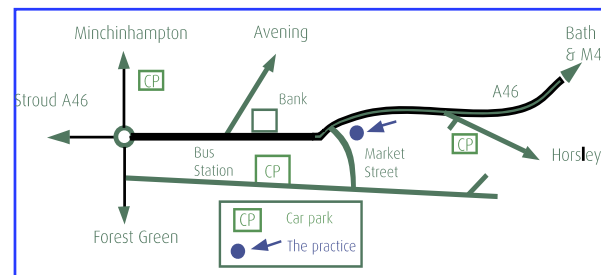 Minchinhampton
Avening
Bath
& M4
CP
Stroud A46
A46
Bank
Bus
Station
CP
Market
Street
CP
Horsley
Forest Green
CP Car park
The practice